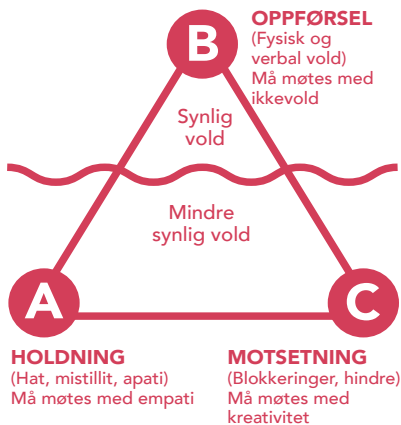 B
OPPFØRSEL
(Fysisk og
verbal vold)
Må møtes med
ikkevold
Synlig
vold
Mindre
synlig vold
A
C
HOLDNING
(Hat, mistillit, apati)
Må møtes med empati
MOTSETNING
(Blokkeringer, hindre)
Må møtes med
kreativitet